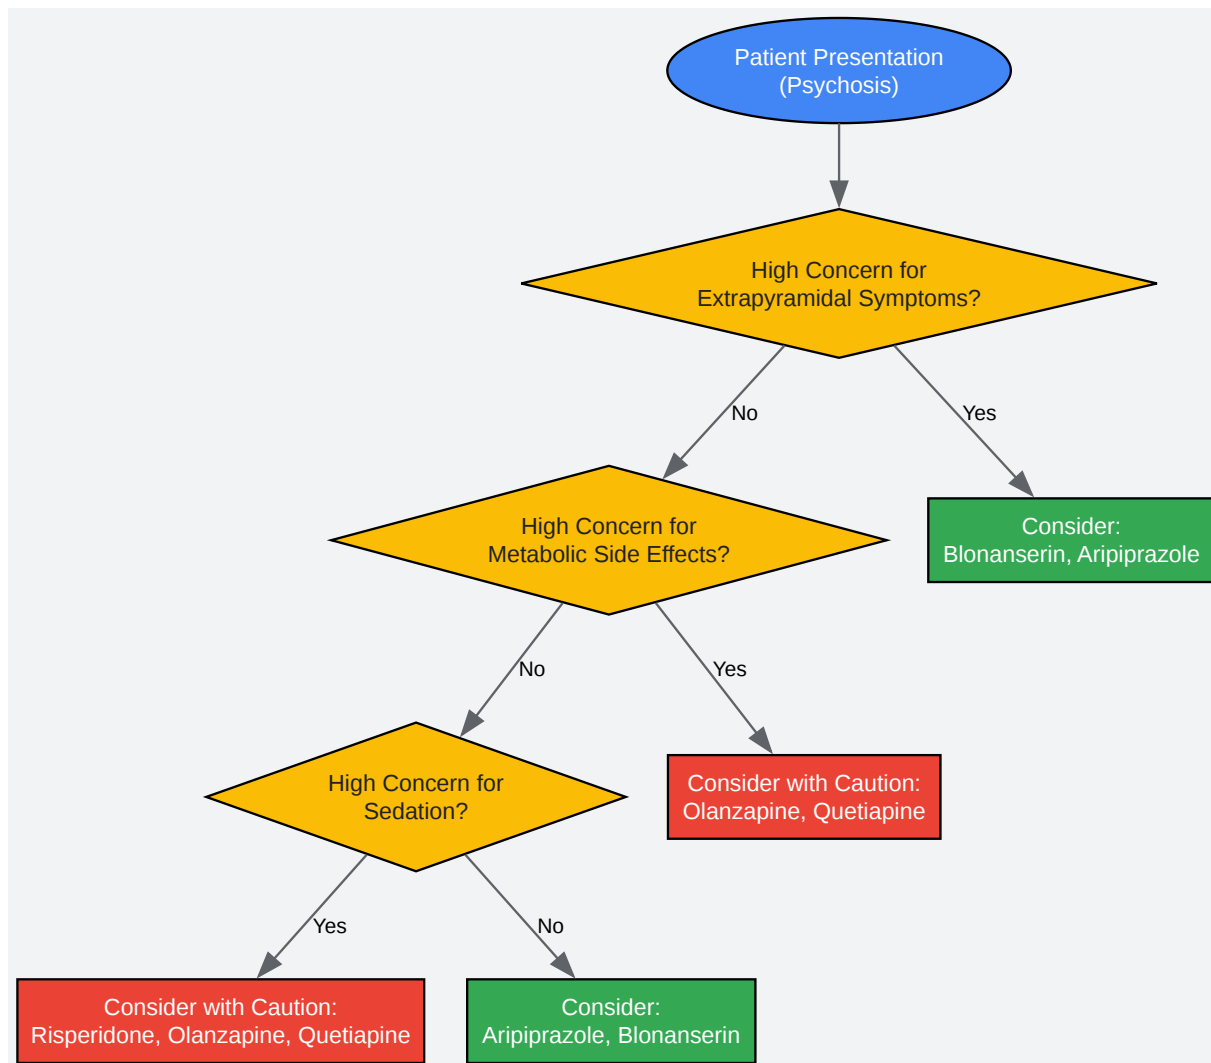 Patient Presentation
(Psychosis)
High Concern for
Extrapyramidal Symptoms?
No
Yes
High Concern for
Metabolic Side Effects?
Consider:
Blonanserin, Aripiprazole
No
Yes
High Concern for
Sedation?
Consider with Caution:
Olanzapine, Quetiapine
Yes
No
Consider with Caution:
Risperidone, Olanzapine, Quetiapine
Consider:
Aripiprazole, Blonanserin